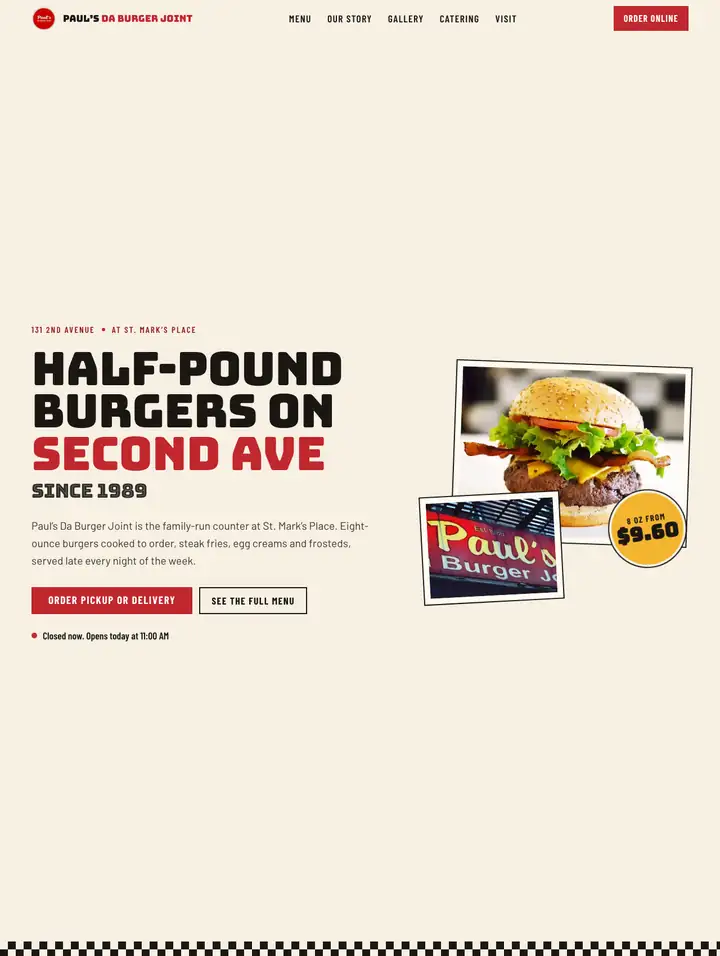 Paul's
PAUL'S DA BURGER JOINT
MENU
OUR STORY
GALLERY
CATERING
VISIT
ORDER ONLINE
131 2ND AVENUE • AT ST. MARK'S PLACE
HALF-POUND
BURGERS ON
SECOND AVE
SINCE 1989
Paul's Da Burger Joint is the family-run counter at St. Mark's Place. Eight-
ounce burgers cooked to order, steak fries, egg creams and frosteds,
served late every night of the week.
ORDER PICKUP OR DELIVERY
SEE THE FULL MENU
Closed now. Opens today at 11:00 AM
8 OZ FROM
$9.60
Paul's
Burger Jo